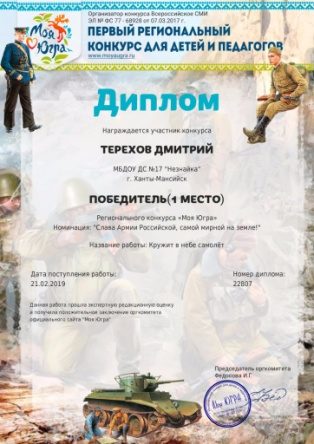 Моя Югра
Организатор конкурса Всероссийское СМИ
ЭЛ № ФС 77 - 68928 от 07.03.2017 г.
ПЕРВЫЙ РЕГИОНАЛЬНЫЙ
КОНКУРС ДЛЯ ДЕТЕЙ И ПЕДАГОГОВ
Диплом
Награждается участник конкурса
ТЕРЕХОВ ДМИТРИЙ
МБДОУ ДС №17 "Незнайка"
г. Ханты-Мансийск
ПОБЕДИТЕЛЬ(1 МЕСТО)
Регионального конкурса «Моя Югра»
Номинация: "Слава Армии Российской, самой мирной на земле!"
Название работы: Кружит в небе самолёт
Дата поступления работы:
21.02.2019
Номер диплома:
22807
Данная работа прошла экспертную редакционную оценку
и получила положительное заключение оргкомитета
официального сайта "Моя Югра"
Председатель оргкомитета
Моя ЮГРА